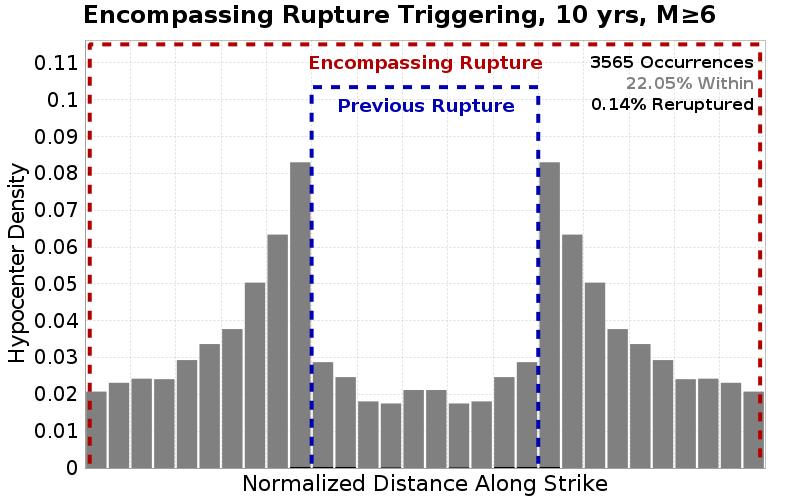 Encompassing Rupture Triggering, 10 yrs, M≥6
Encompassing Rupture
Previous Rupture
3565 Occurrences
22.05% Within
0.14% Reruptured
Hypocenter Density
0.11
0.1
0.09
0.08
0.07
0.06
0.05
0.04
0.03
0.02
0.01
0
Normalized Distance Along Strike